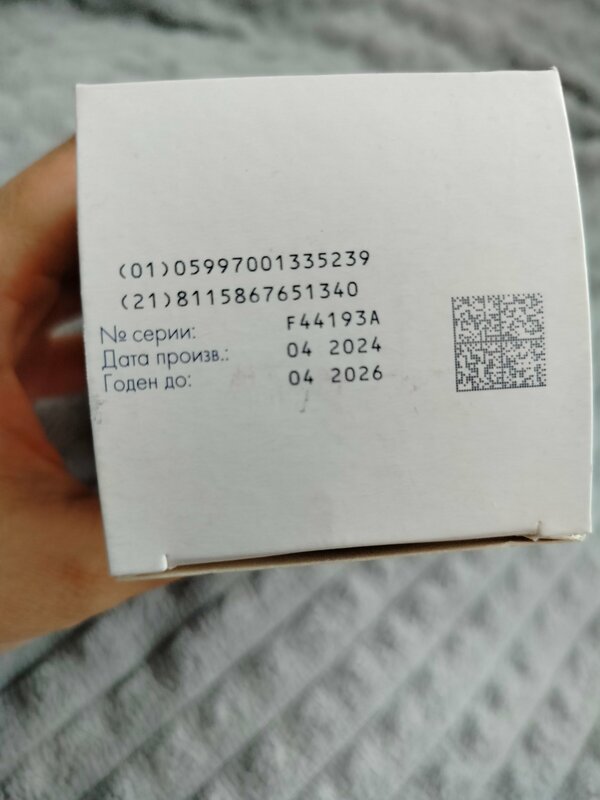 (01)05997001335239
(21)8115867651340
№ серии: F44193A
Дата произв.: 04 2024
Годен до: 04 2026